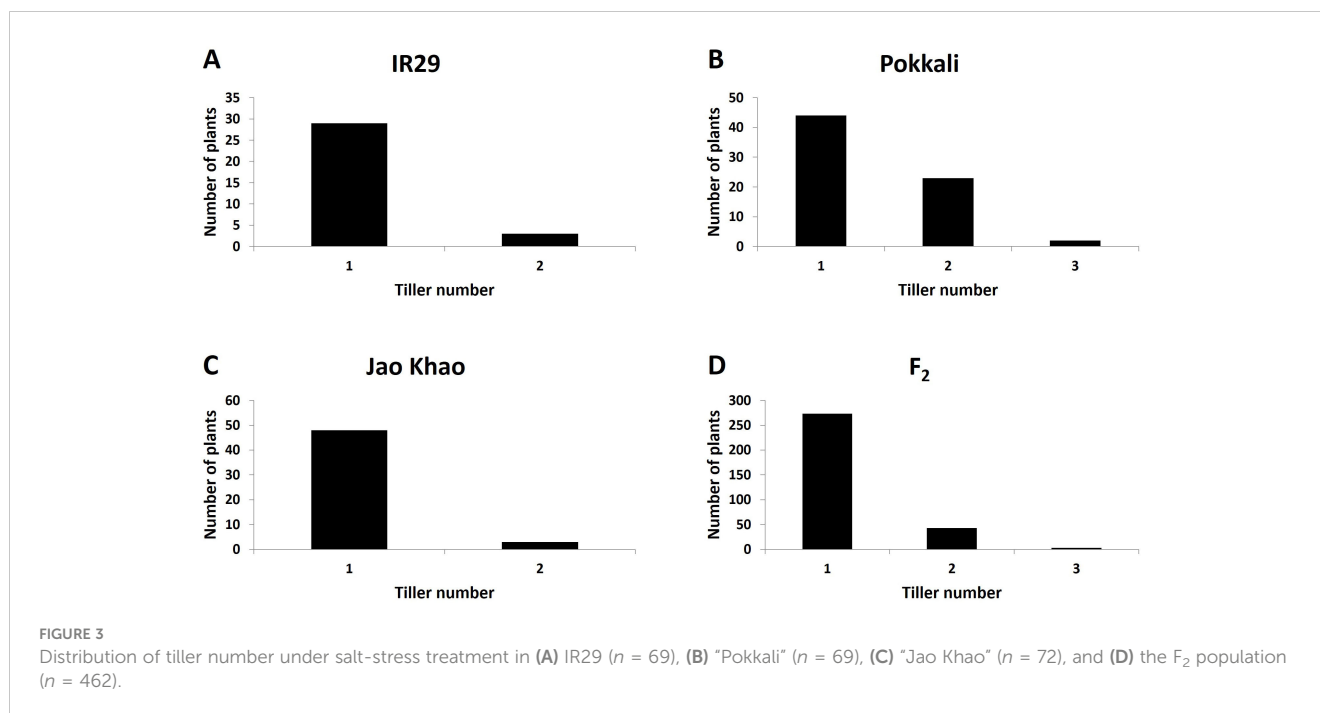 A
IR29
Number of plants
35
30
25
20
15
10
5
0
1
2
Tiller number
B
Pokkali
Number of plants
50
40
30
20
10
0
1
2
3
Tiller number
C
Jao Khao
Number of plants
60
50
40
30
20
10
0
1
2
Tiller number
D
F₂
Number of plants
300
250
200
150
100
50
0
1
2
3
Tiller number
FIGURE 3
Distribution of tiller number under salt-stress treatment in (A) IR29 (n = 69), (B) “Pokkali” (n = 69), (C) “Jao Khao” (n = 72), and (D) the F₂ population
(n = 462).